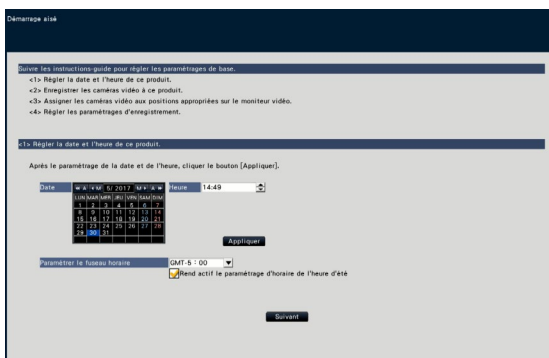 Démarrage aisé
Suivre les instructions-guide pour régler les paramétrages de base.
<1> Régler la date et l'heure de ce produit.
<2> Enregistrer les caméras vidéo à ce produit.
<3> Assigner les caméras vidéo aux positions appropriées sur le moniteur vidéo.
<4> Régler les paramétrages d'enregistrement.
<1> Régler la date et l'heure de ce produit.
Après le paramétrage de la date et de l'heure, cliquer le bouton [Appliquer].
Date ◀◀ A ◀ M 5/ 2017 M ▶ A ▶▶ Heure 14:49
LUN MAR MER JEU VEN SAM DIM
1 2 3 4 5 6 7
8 9 10 11 12 13 14
15 16 17 18 19 20 21
22 23 24 25 26 27 28
29 30 31
Appliquer
Paramétrer le fuseau horaire GMT-5 : 00
Rend actif le paramétrage d'horaire de l'heure d'été
Suivant